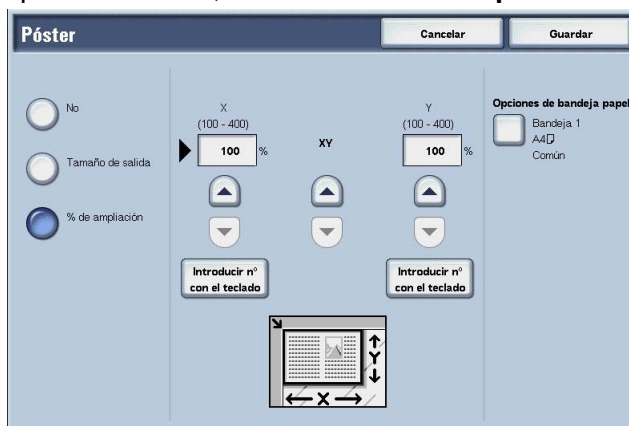 Póster
Cancelar
Guardar
No
Tamaño de salida
% de ampliación
X
(100 - 400)
100 %
XY
Y
(100 - 400)
100 %
Introducir nº
con el teclado
Introducir nº
con el teclado
Opciones de bandeja papel
Bandeja 1
A4
Común
X
Y